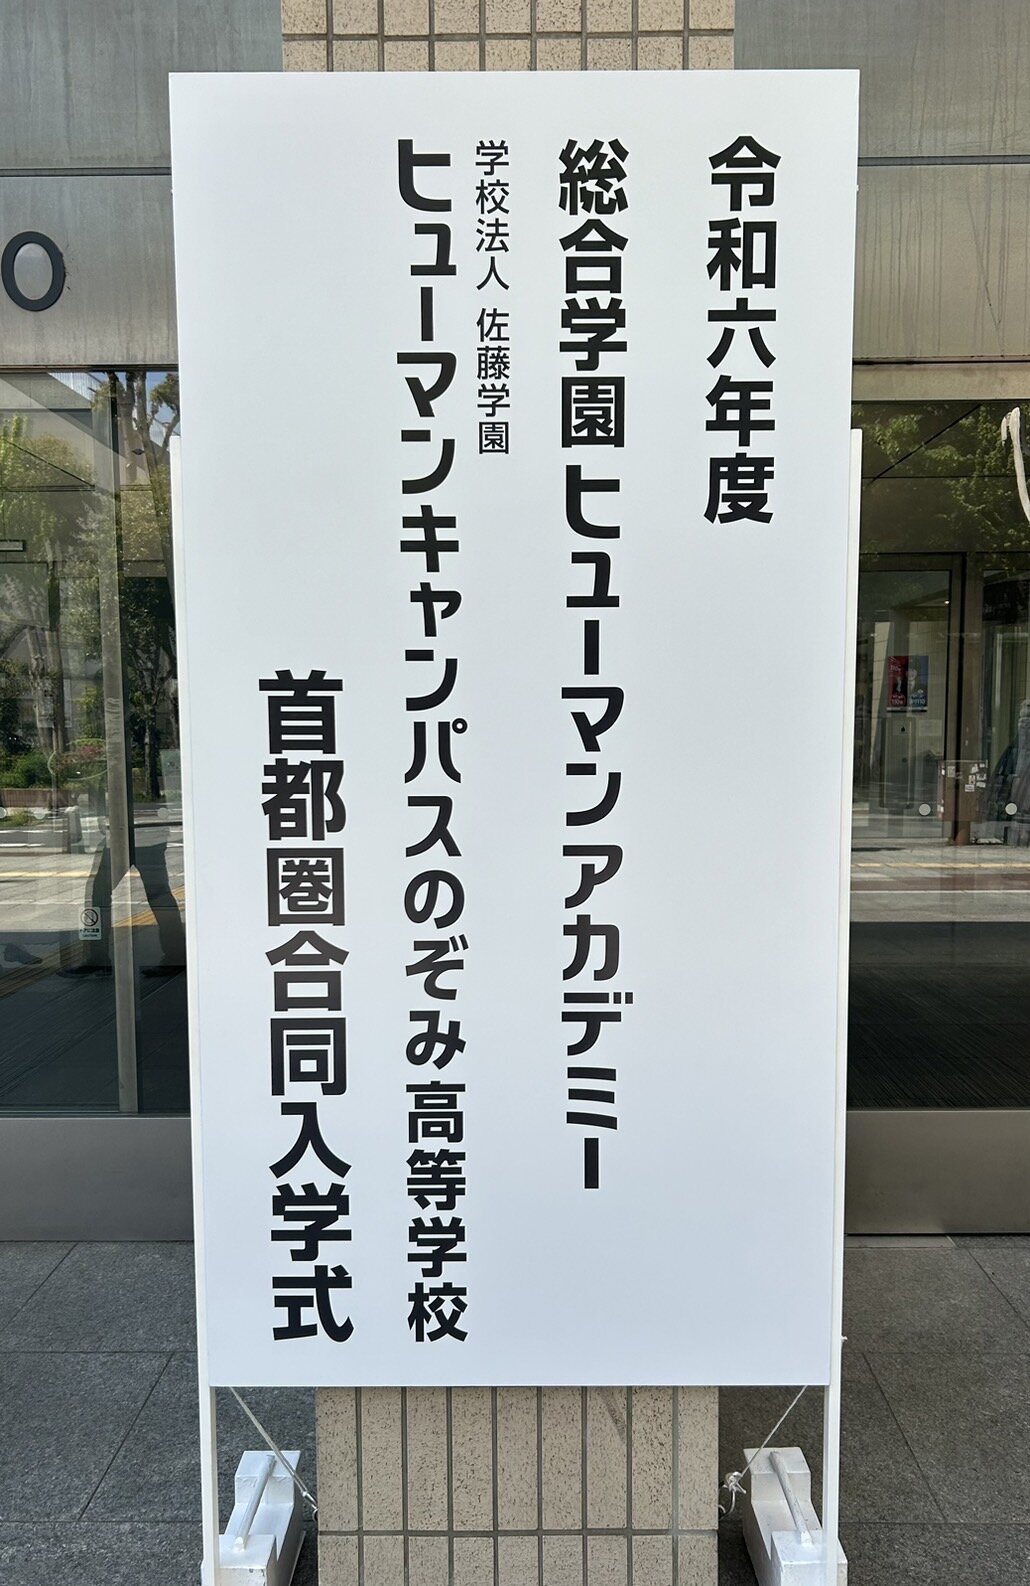 令和六年度
総合学園 ヒューマンアカデミー
学校法人 佐藤学園
ヒューマンキャンパスのぞみ高等学校
首都圏合同入学式
O